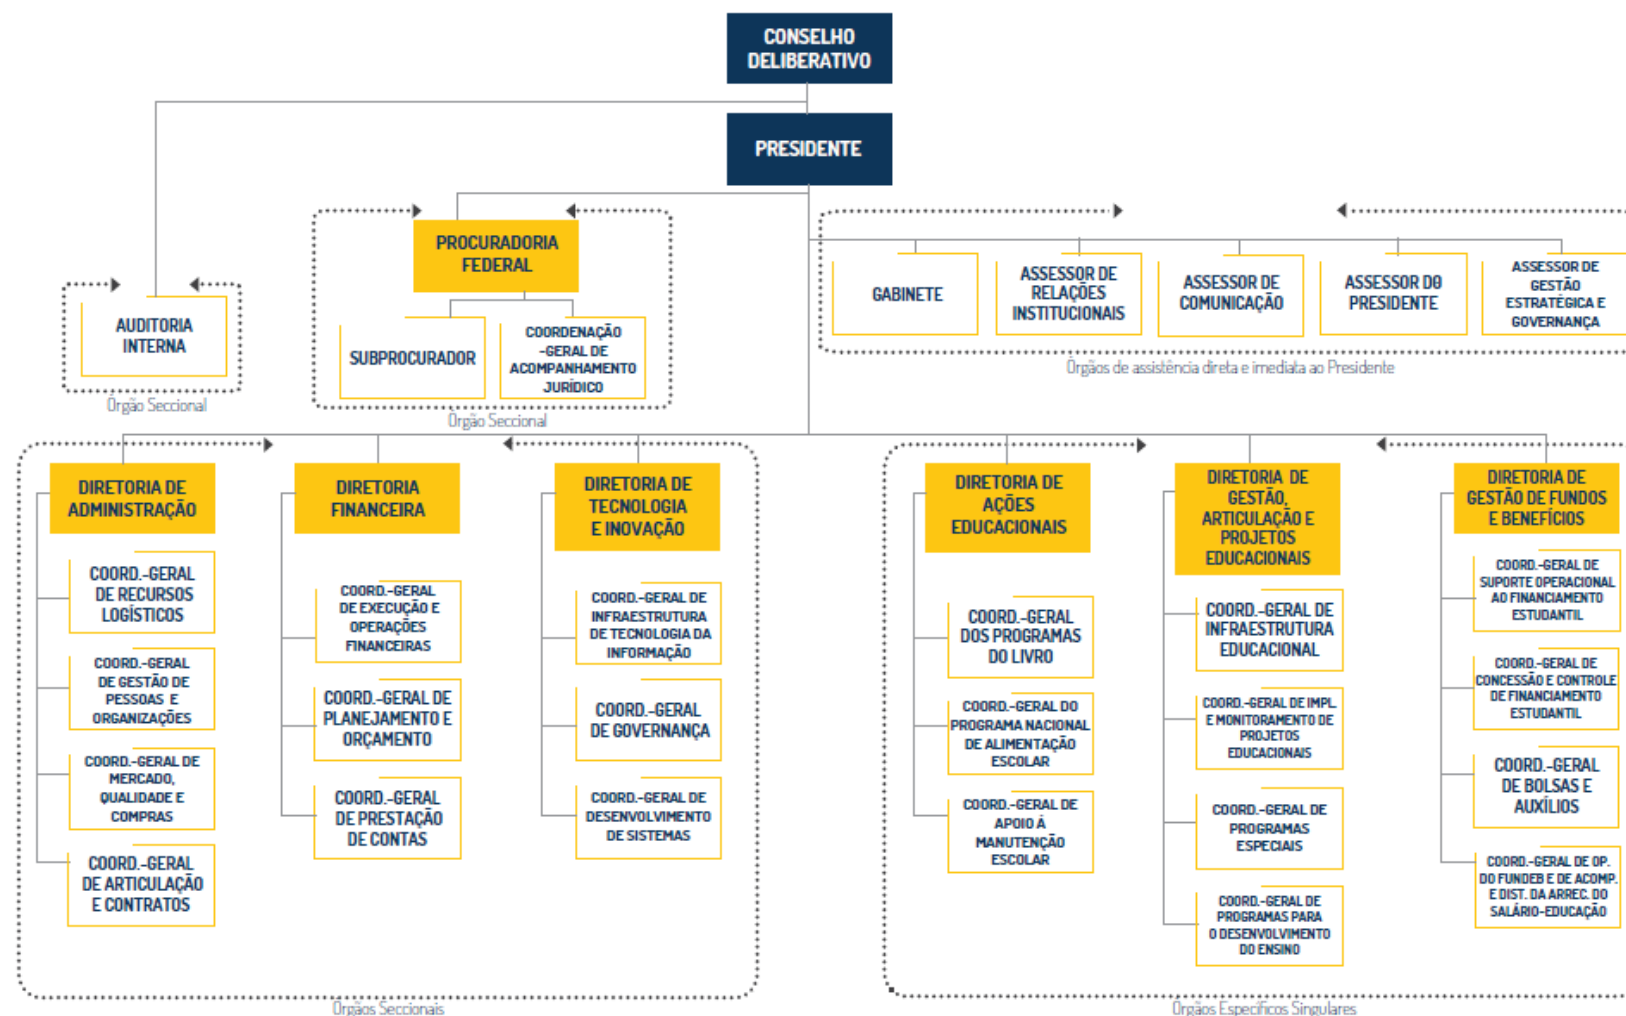 CONSELHO
DELIBERATIVO
PRESIDENTE
PROCURADORIA
FEDERAL
AUDITORIA
INTERNA
Órgão Seccional
SUBPROCURADOR
COORDENAÇÃO
-GERAL DE
ACOMPANHAMENTO
JURÍDICO
Órgão Seccional
GABINETE
ASSESSOR DE
RELAÇÕES
INSTITUCIONAIS
ASSESSOR DE
COMUNICAÇÃO
ASSESSOR DO
PRESIDENTE
ASSESSOR DE
GESTÃO
ESTRATÉGICA E
GOVERNANÇA
Órgãos de assistência direta e imediata ao Presidente
DIRETORIA DE
ADMINISTRAÇÃO
COORD.-GERAL
DE RECURSOS
LOGÍSTICOS
COORD.-GERAL
DE GESTÃO DE
PESSOAS E
ORGANIZAÇÕES
COORD.-GERAL DE
MERCADO,
QUALIDADE E
COMPRAS
COORD.-GERAL
DE ARTICULAÇÃO
E CONTRATOS
DIRETORIA
FINANCEIRA
COORD.-GERAL
DE EXECUÇÃO E
OPERAÇÕES
FINANCEIRAS
COORD.-GERAL DE
PLANEJAMENTO E
ORÇAMENTO
COORD.-GERAL
DE PRESTAÇÃO
DE CONTAS
DIRETORIA DE
TECNOLOGIA
E INOVAÇÃO
COORD.-GERAL DE
INFRAESTRUTURA
DE TECNOLOGIA DA
INFORMAÇÃO
COORD.-GERAL
DE GOVERNANÇA
COORD.-GERAL DE
DESENVOLVIMENTO
DE SISTEMAS
Órgãos Seccionais
DIRETORIA DE
AÇÕES
EDUCACIONAIS
COORD.-GERAL
DOS PROGRAMAS
DO LIVRO
COORD.-GERAL DO
PROGRAMA NACIONAL
DE ALIMENTAÇÃO
ESCOLAR
COORD.-GERAL DE
APOIO Á
MANUTENÇÃO
ESCOLAR
DIRETORIA DE
GESTÃO,
ARTICULAÇÃO E
PROJETOS
EDUCACIONAIS
COORD.-GERAL DE
INFRAESTRUTURA
EDUCACIONAL
COORD.-GERAL DE IMPL.
E MONITORAMENTO DE
PROJETOS
EDUCACIONAIS
COORD.-GERAL DE
PROGRAMAS
ESPECIAIS
COORD.-GERAL DE
PROGRAMAS PARA
O DESENVOLVIMENTO
DO ENSINO
DIRETORIA DE
GESTÃO DE FUNDOS
E BENEFÍCIOS
COORD.-GERAL DE
SUPORTE OPERACIONAL
AO FINANCIAMENTO
ESTUDANTIL
COORD.-GERAL DE
CONCESSÃO E CONTROLE
DE FINANCIAMENTO
ESTUDANTIL
COORD.-GERAL
DE BOLSAS E
AUXÍLIOS
COORD.-GERAL DE OP.
DO FUNDEB E DE ACOMP.
E DIST. DA ARREC. DO
SALÁRIO-EDUCAÇÃO
Órgãos Específicos Singulares